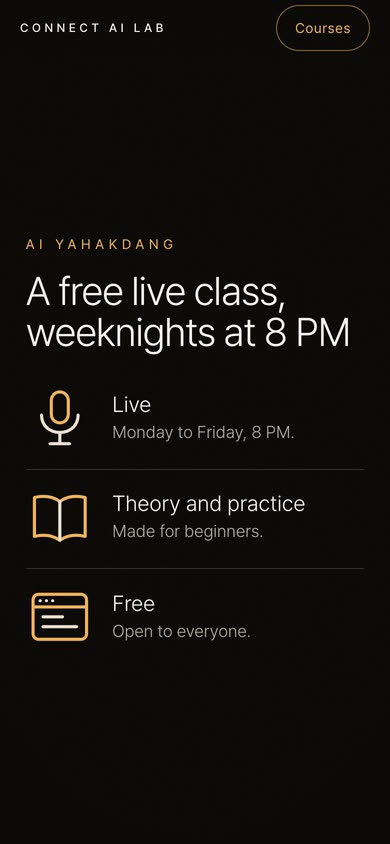 CONNECT AI LAB
Courses
AI YAHAKDANG
A free live class,
weeknights at 8 PM
Live
Monday to Friday, 8 PM.
Theory and practice
Made for beginners.
Free
Open to everyone.